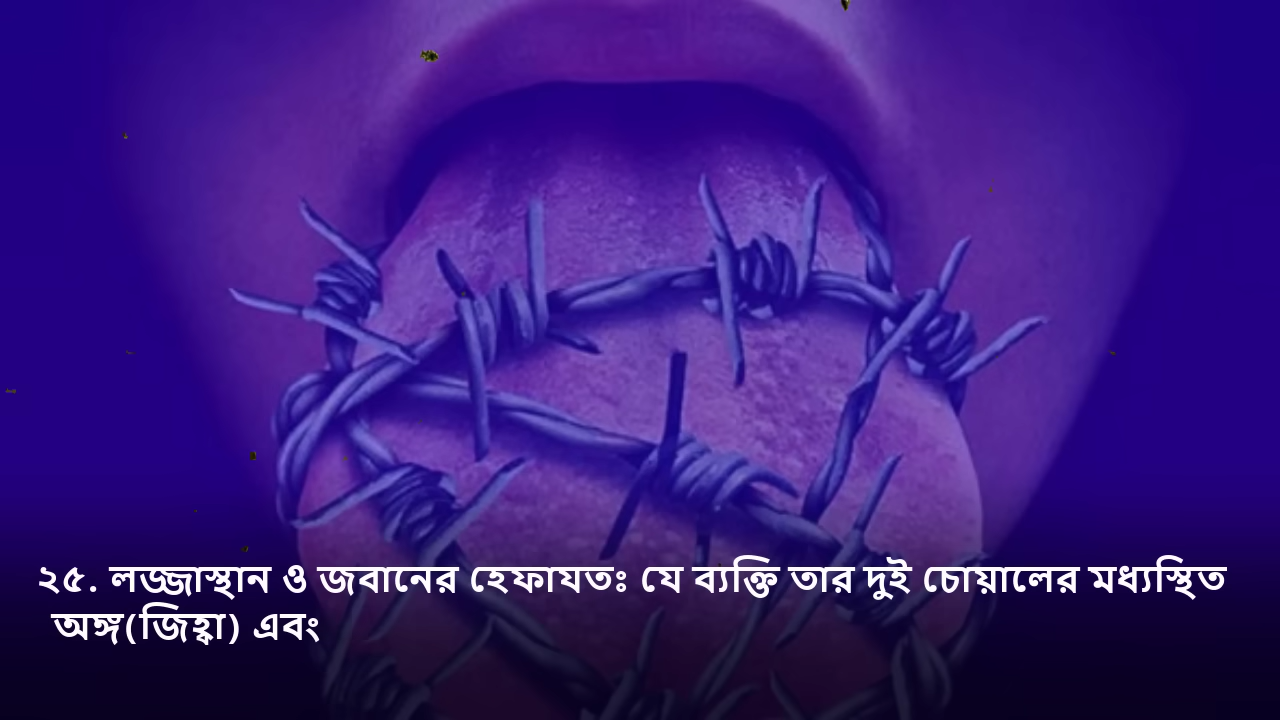 ২৫. লজ্জাস্থান ও জবানের হেফাযতঃ যে ব্যক্তি তার দুই চোয়ালের মধ্যস্থিত
অঙ্গ(জিহ্বা) এবং